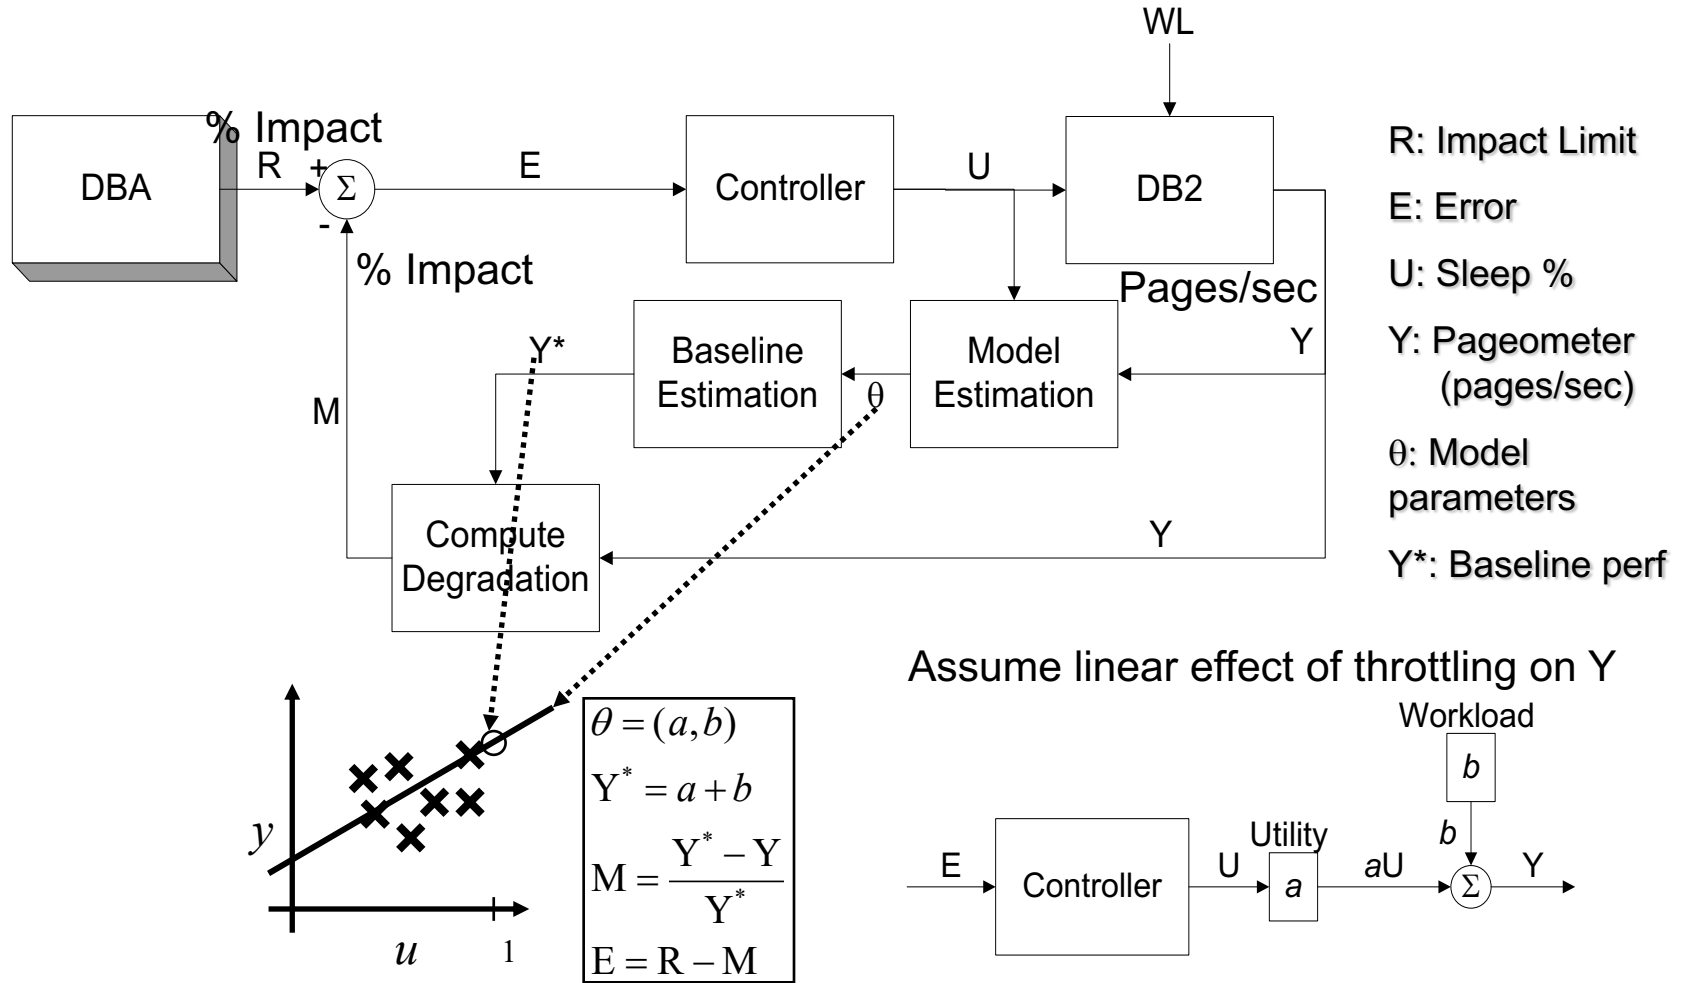 WL
% Impact
DBA
R
+
Σ
-
E
Controller
U
DB2
% Impact
Pages/sec
M
Y*
Baseline
Estimation
θ
Model
Estimation
Y
Compute
Degradation
Y
R: Impact Limit
E: Error
U: Sleep %
Y: Pageometer
(pages/sec)
θ: Model
parameters
Y*: Baseline perf
y
u
1
θ = (a, b)
Y* = a + b
M = (Y* − Y) / Y*
E = R − M
Assume linear effect of throttling on Y
Workload
b
b
E
Controller
U
Utility
a
aU
Σ
Y